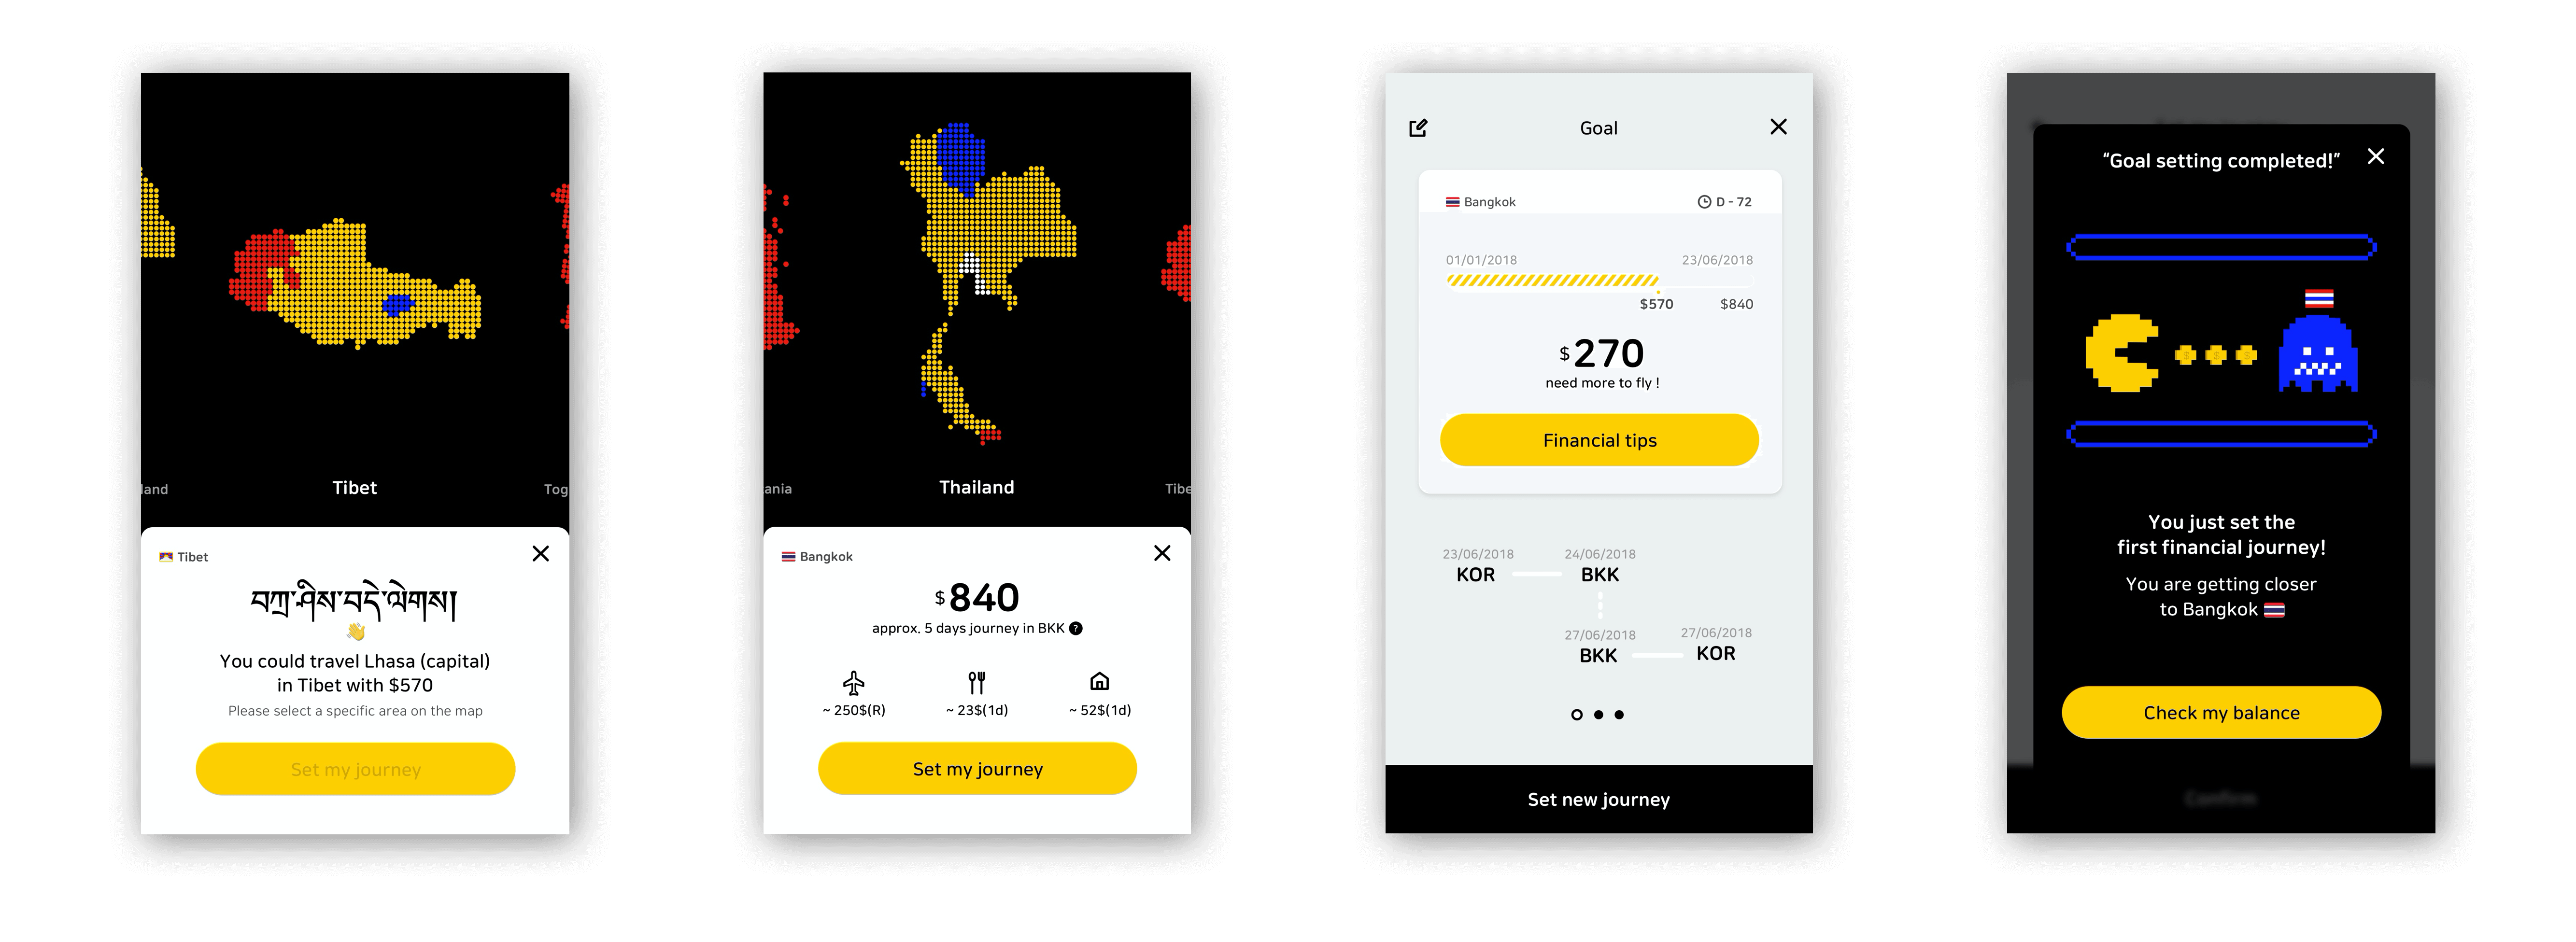 land
Tibet
Tog
Tibet
བཀྲ་ཤིས་བདེ་ལེགས།
You could travel Lhasa (capital)
in Tibet with $570
Please select a specific area on the map
Set my journey
ania
Thailand
Tibe
Bangkok
$840
approx. 5 days journey in BKK ?
~ 250$(R)
~ 23$(1d)
~ 52$(1d)
Set my journey
Goal
Bangkok
D - 72
01/01/2018
23/06/2018
$570
$840
$270
need more to fly !
Financial tips
23/06/2018
24/06/2018
KOR
BKK
27/06/2018
27/06/2018
BKK
KOR
Set new journey
“Goal setting completed!”
You just set the
first financial journey!
You are getting closer
to Bangkok
Check my balance
Confirm